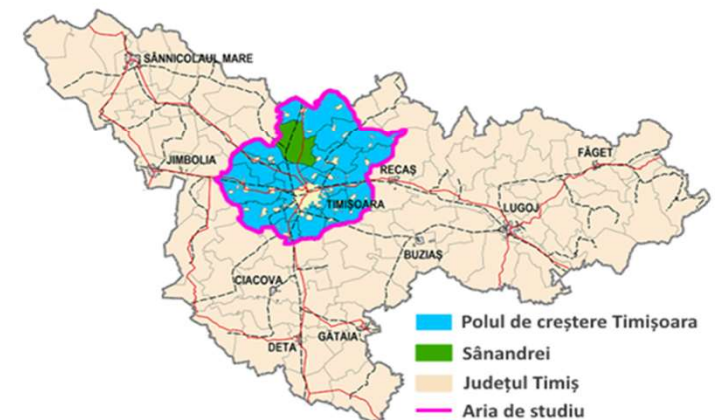 SÂNNICOLAUL MARE
JIMBOLIA
FĂGET
RECAȘ
TIMIȘOARA
LUGOJ
BUZIAȘ
CIACOVA
GĂTAIA
DETA
Polul de creștere Timișoara
Sânandrei
Județul Timiș
Aria de studiu